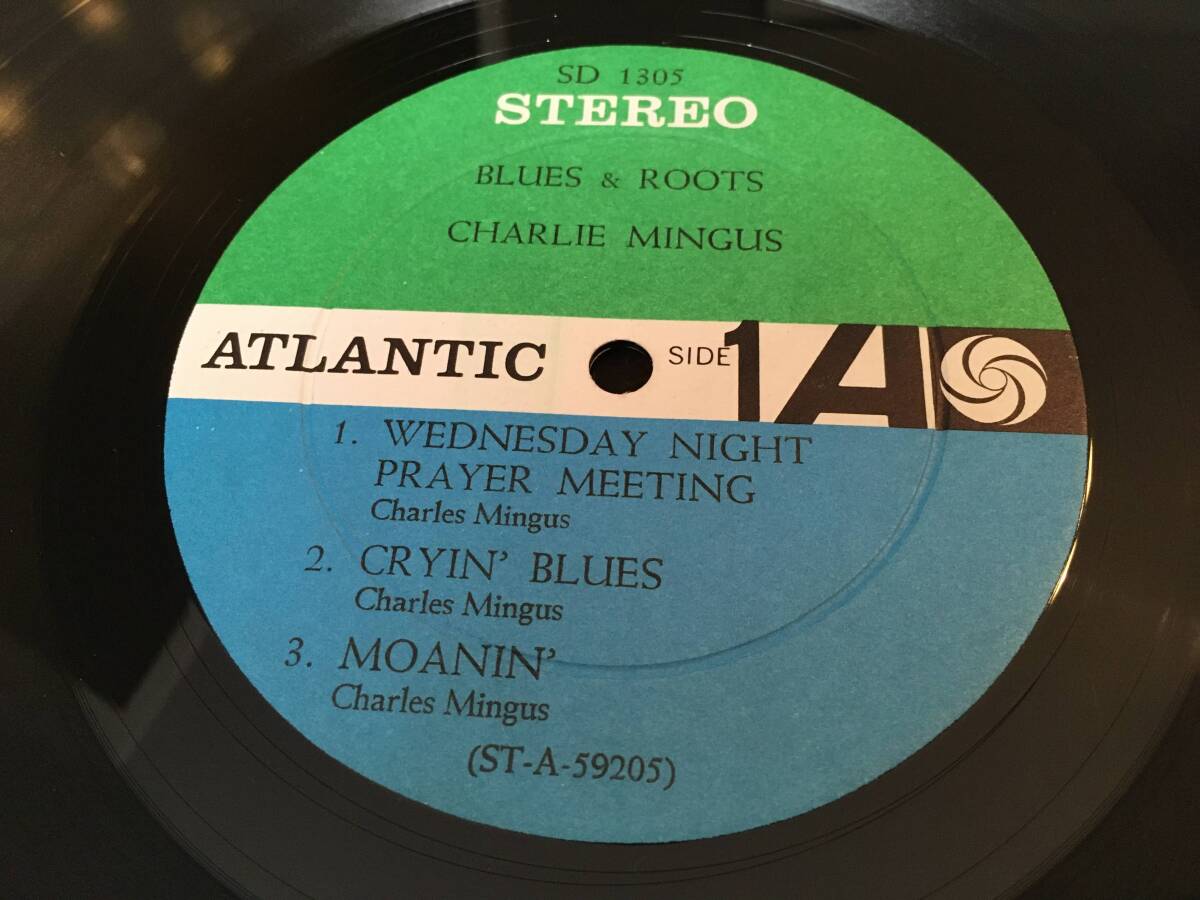 SD 1305
STEREO
BLUES & ROOTS
CHARLIE MINGUS
ATLANTIC SIDE 1 A
1. WEDNESDAY NIGHT
PRAYER MEETING
Charles Mingus
2. CRYIN' BLUES
Charles Mingus
3. MOANIN'
Charles Mingus
(ST-A-59205)